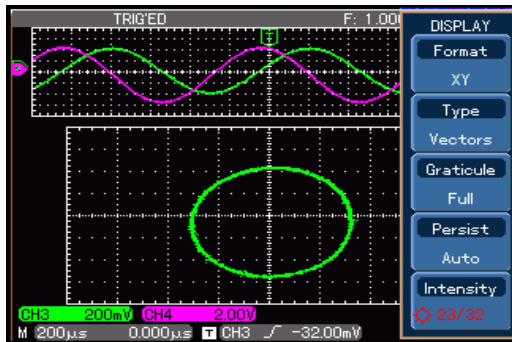 TRIG'ED F: 1.00
DISPLAY
T
Format
XY
Type
Vectors
Graticule
Full
Persist
Auto
Intensity
23/32
CH3 200mV CH4 2.00V
M 200µs 0.000µs T CH3 -32.00mV